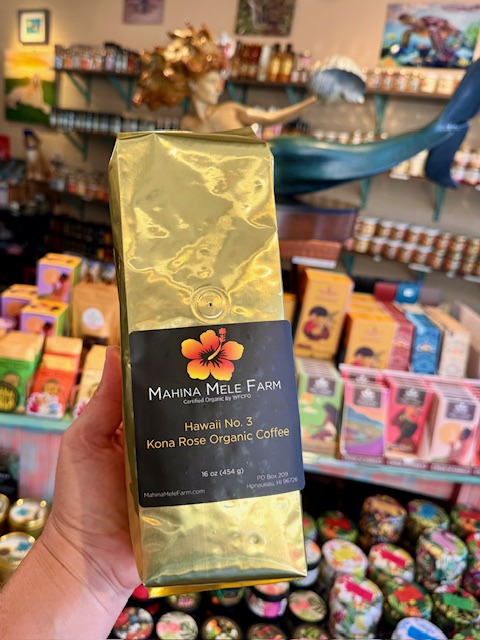 MAHINA MELE FARM
Certified Organic by WFCFO
Hawaii No. 3
Kona Rose Organic Coffee
16 oz (454 g)
MahinaMeleFarm.com
PO Box 209
Honaunau, HI 96726